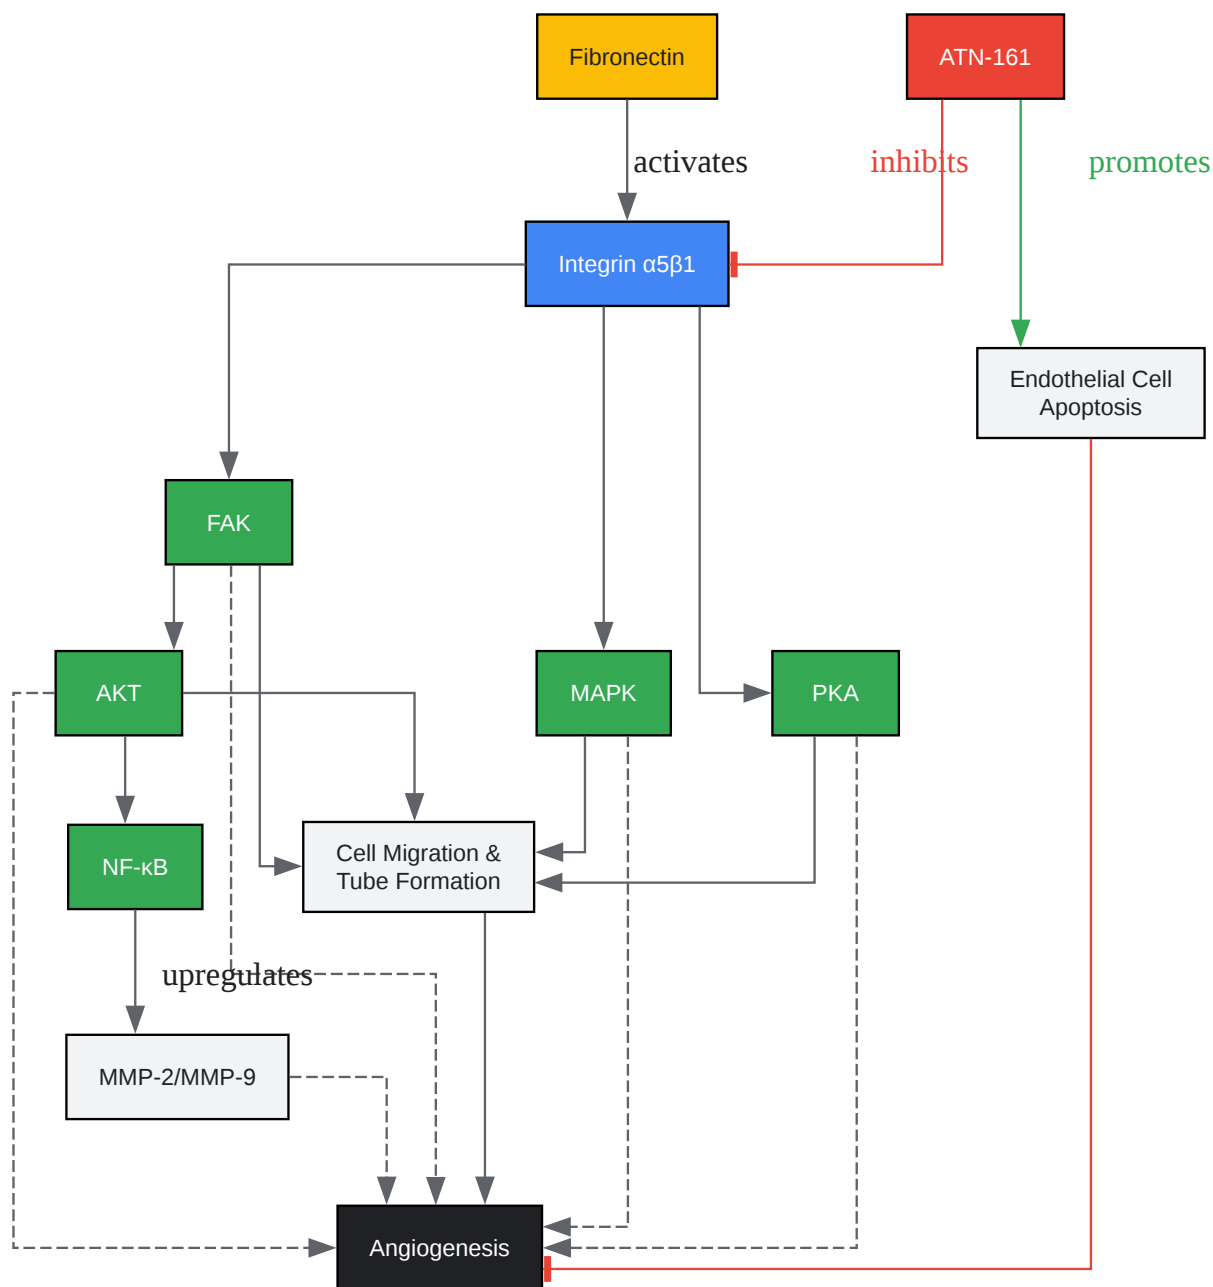 Fibronectin
ATN-161
activates
inhibits
promotes
Integrin α5β1
Endothelial Cell
Apoptosis
FAK
AKT
MAPK
PKA
NF-κB
Cell Migration &
Tube Formation
upregulates
MMP-2/MMP-9
Angiogenesis